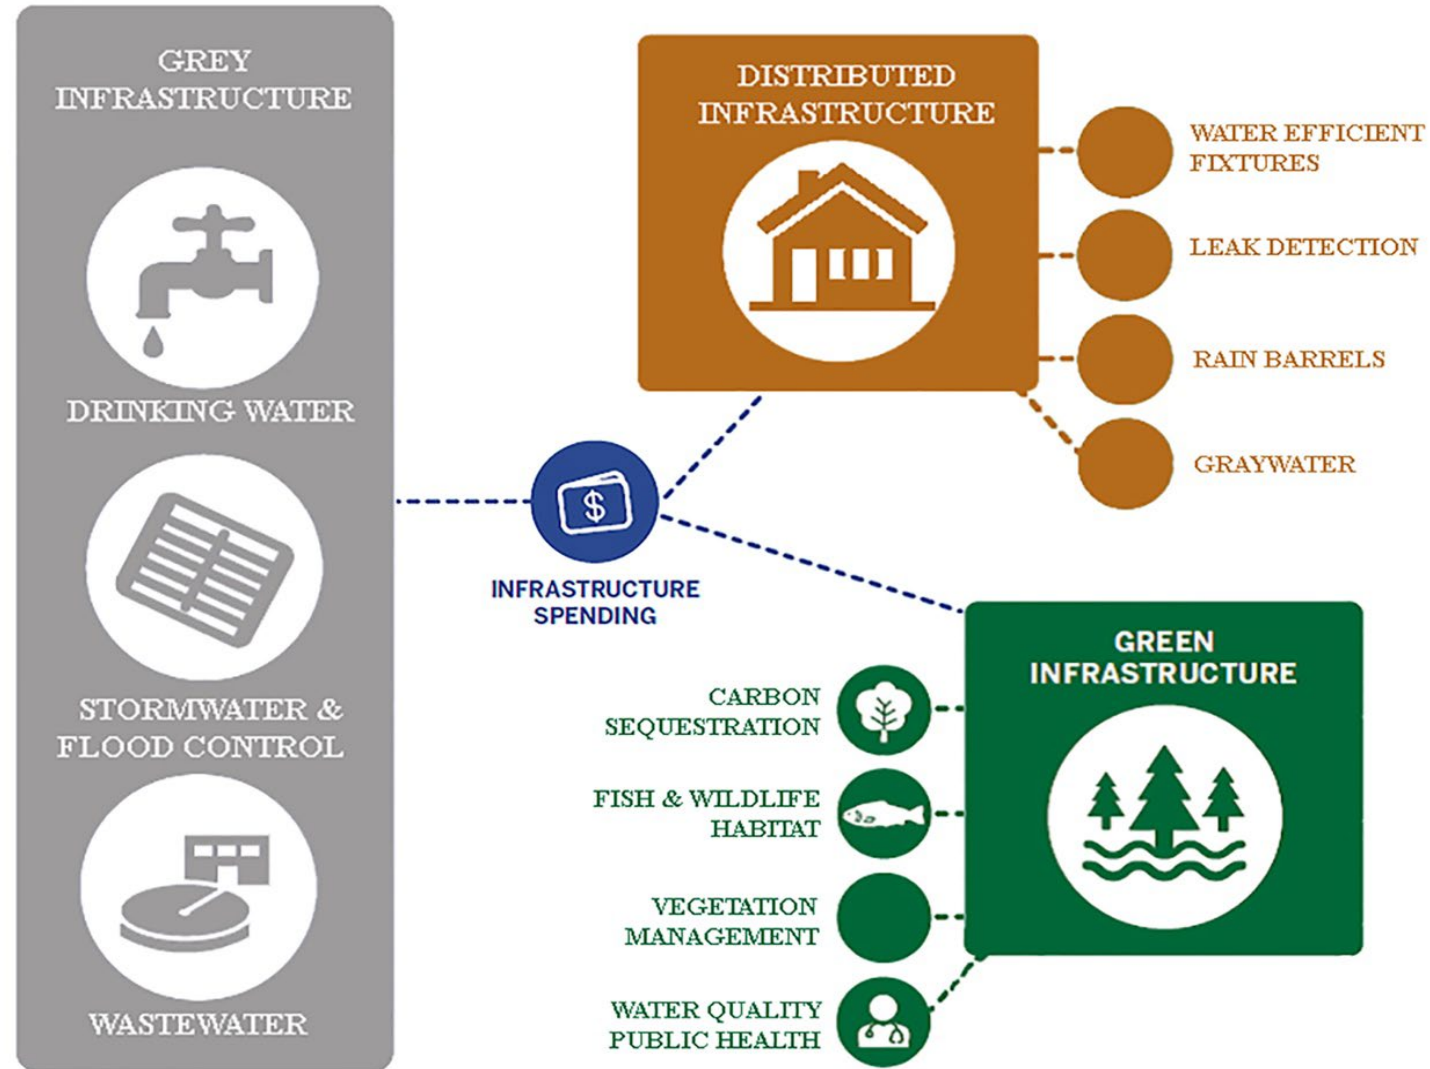 GREY
INFRASTRUCTURE
DRINKING WATER
STORMWATER &
FLOOD CONTROL
WASTEWATER
$
INFRASTRUCTURE
SPENDING
DISTRIBUTED
INFRASTRUCTURE
WATER EFFICIENT
FIXTURES
LEAK DETECTION
RAIN BARRELS
GRAYWATER
GREEN
INFRASTRUCTURE
CARBON
SEQUESTRATION
FISH & WILDLIFE
HABITAT
VEGETATION
MANAGEMENT
WATER QUALITY
PUBLIC HEALTH